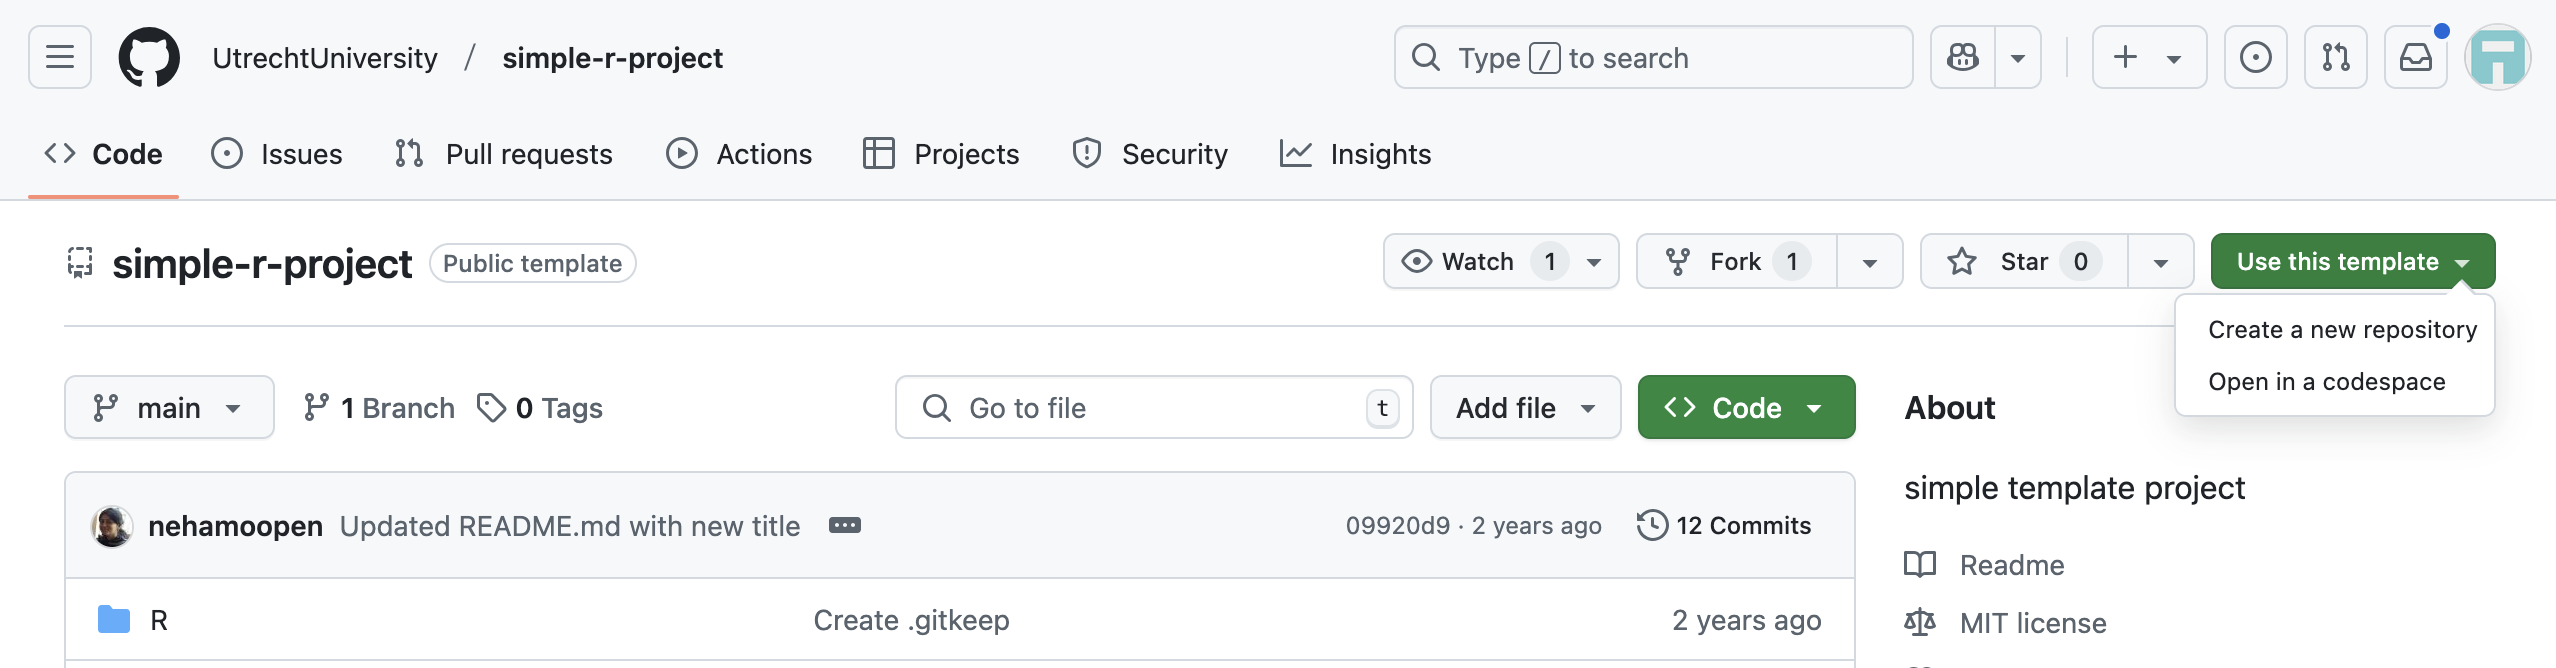 UtrechtUniversity / simple-r-project
Type / to search
Code Issues Pull requests Actions Projects Security Insights
simple-r-project Public template
Watch 1 Fork 1 Star 0 Use this template
Create a new repository
Open in a codespace
main 1 Branch 0 Tags Go to file t Add file Code
About
simple template project
Readme
MIT license
nehamoopen Updated README.md with new title 09920d9 · 2 years ago 12 Commits
R Create .gitkeep 2 years ago